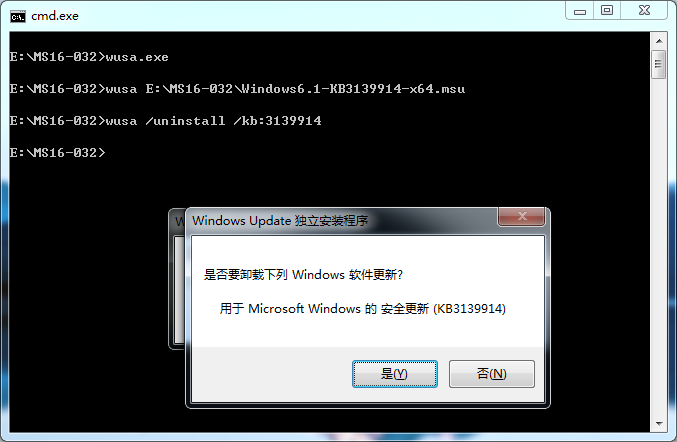 cmd.exe
E:\MS16-032>wusa.exe
E:\MS16-032>wusa E:\MS16-032\Windows6.1-KB3139914-x64.msu
E:\MS16-032>wusa /uninstall /kb:3139914
E:\MS16-032>
W
Windows Update 独立安装程序
是否要卸载下列 Windows 软件更新?
用于 Microsoft Windows 的 安全更新 (KB3139914)
是(Y)
否(N)